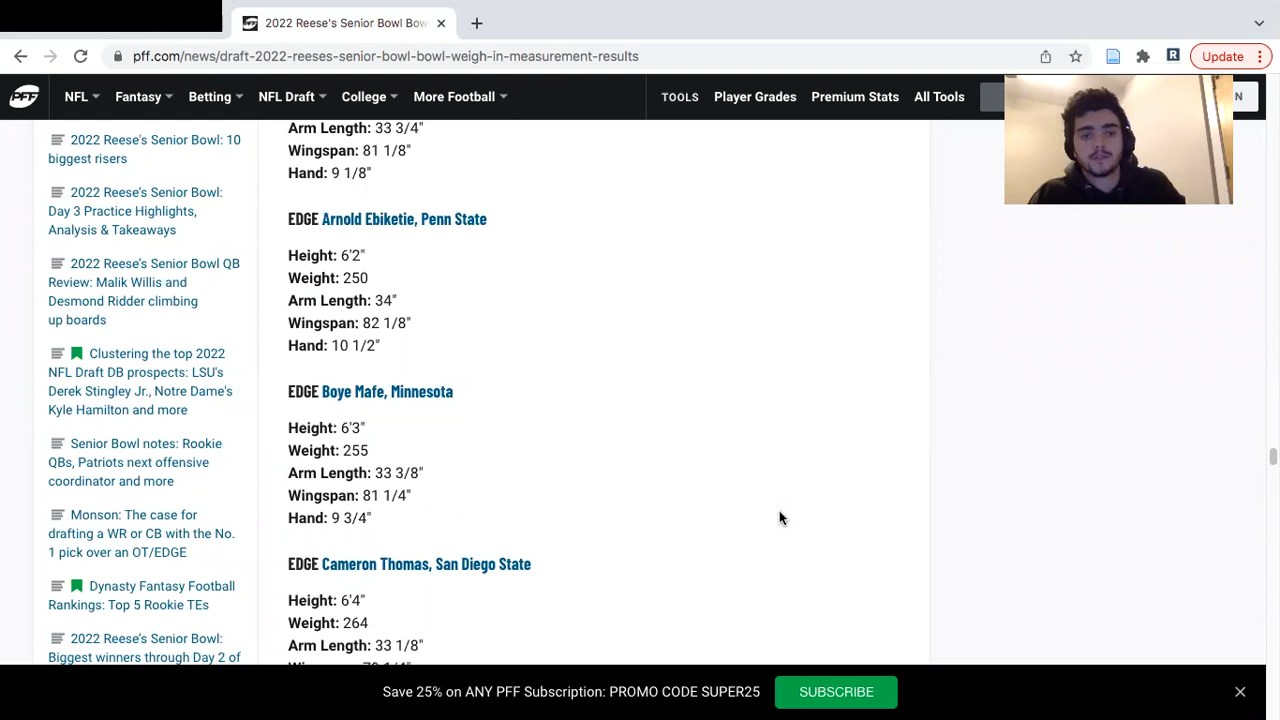 2022 Reese's Senior Bowl Bow
pff.com/news/draft-2022-reeses-senior-bowl-bowl-weigh-in-measurement-results
R
Update
PFF
NFL
Fantasy
Betting
NFL Draft
College
More Football
TOOLS
Player Grades
Premium Stats
All Tools
N
2022 Reese's Senior Bowl: 10
biggest risers
2022 Reese's Senior Bowl:
Day 3 Practice Highlights,
Analysis & Takeaways
2022 Reese's Senior Bowl QB
Review: Malik Willis and
Desmond Ridder climbing
up boards
Clustering the top 2022
NFL Draft DB prospects: LSU's
Derek Stingley Jr., Notre Dame's
Kyle Hamilton and more
Senior Bowl notes: Rookie
QBs, Patriots next offensive
coordinator and more
Monson: The case for
drafting a WR or CB with the No.
1 pick over an OT/EDGE
Dynasty Fantasy Football
Rankings: Top 5 Rookie TEs
2022 Reese's Senior Bowl:
Biggest winners through Day 2 of
Arm Length: 33 3/4"
Wingspan: 81 1/8"
Hand: 9 1/8"
EDGE Arnold Ebiketie, Penn State
Height: 6'2"
Weight: 250
Arm Length: 34"
Wingspan: 82 1/8"
Hand: 10 1/2"
EDGE Boye Mafe, Minnesota
Height: 6'3"
Weight: 255
Arm Length: 33 3/8"
Wingspan: 81 1/4"
Hand: 9 3/4"
EDGE Cameron Thomas, San Diego State
Height: 6'4"
Weight: 264
Arm Length: 33 1/8"
Save 25% on ANY PFF Subscription: PROMO CODE SUPER25
SUBSCRIBE